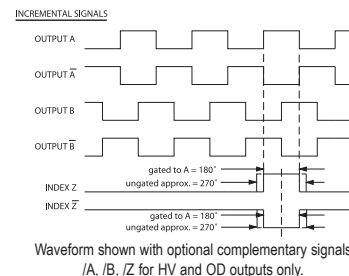 INCREMENTAL SIGNALS
OUTPUT A
OUTPUT A̅
OUTPUT B
OUTPUT B̅
gated to A = 180°
ungated approx. = 270°
INDEX Z
INDEX Z̅
gated to A = 180°
ungated approx. = 270°
Waveform shown with optional complementary signals
/A, /B, /Z for HV and OD outputs only.